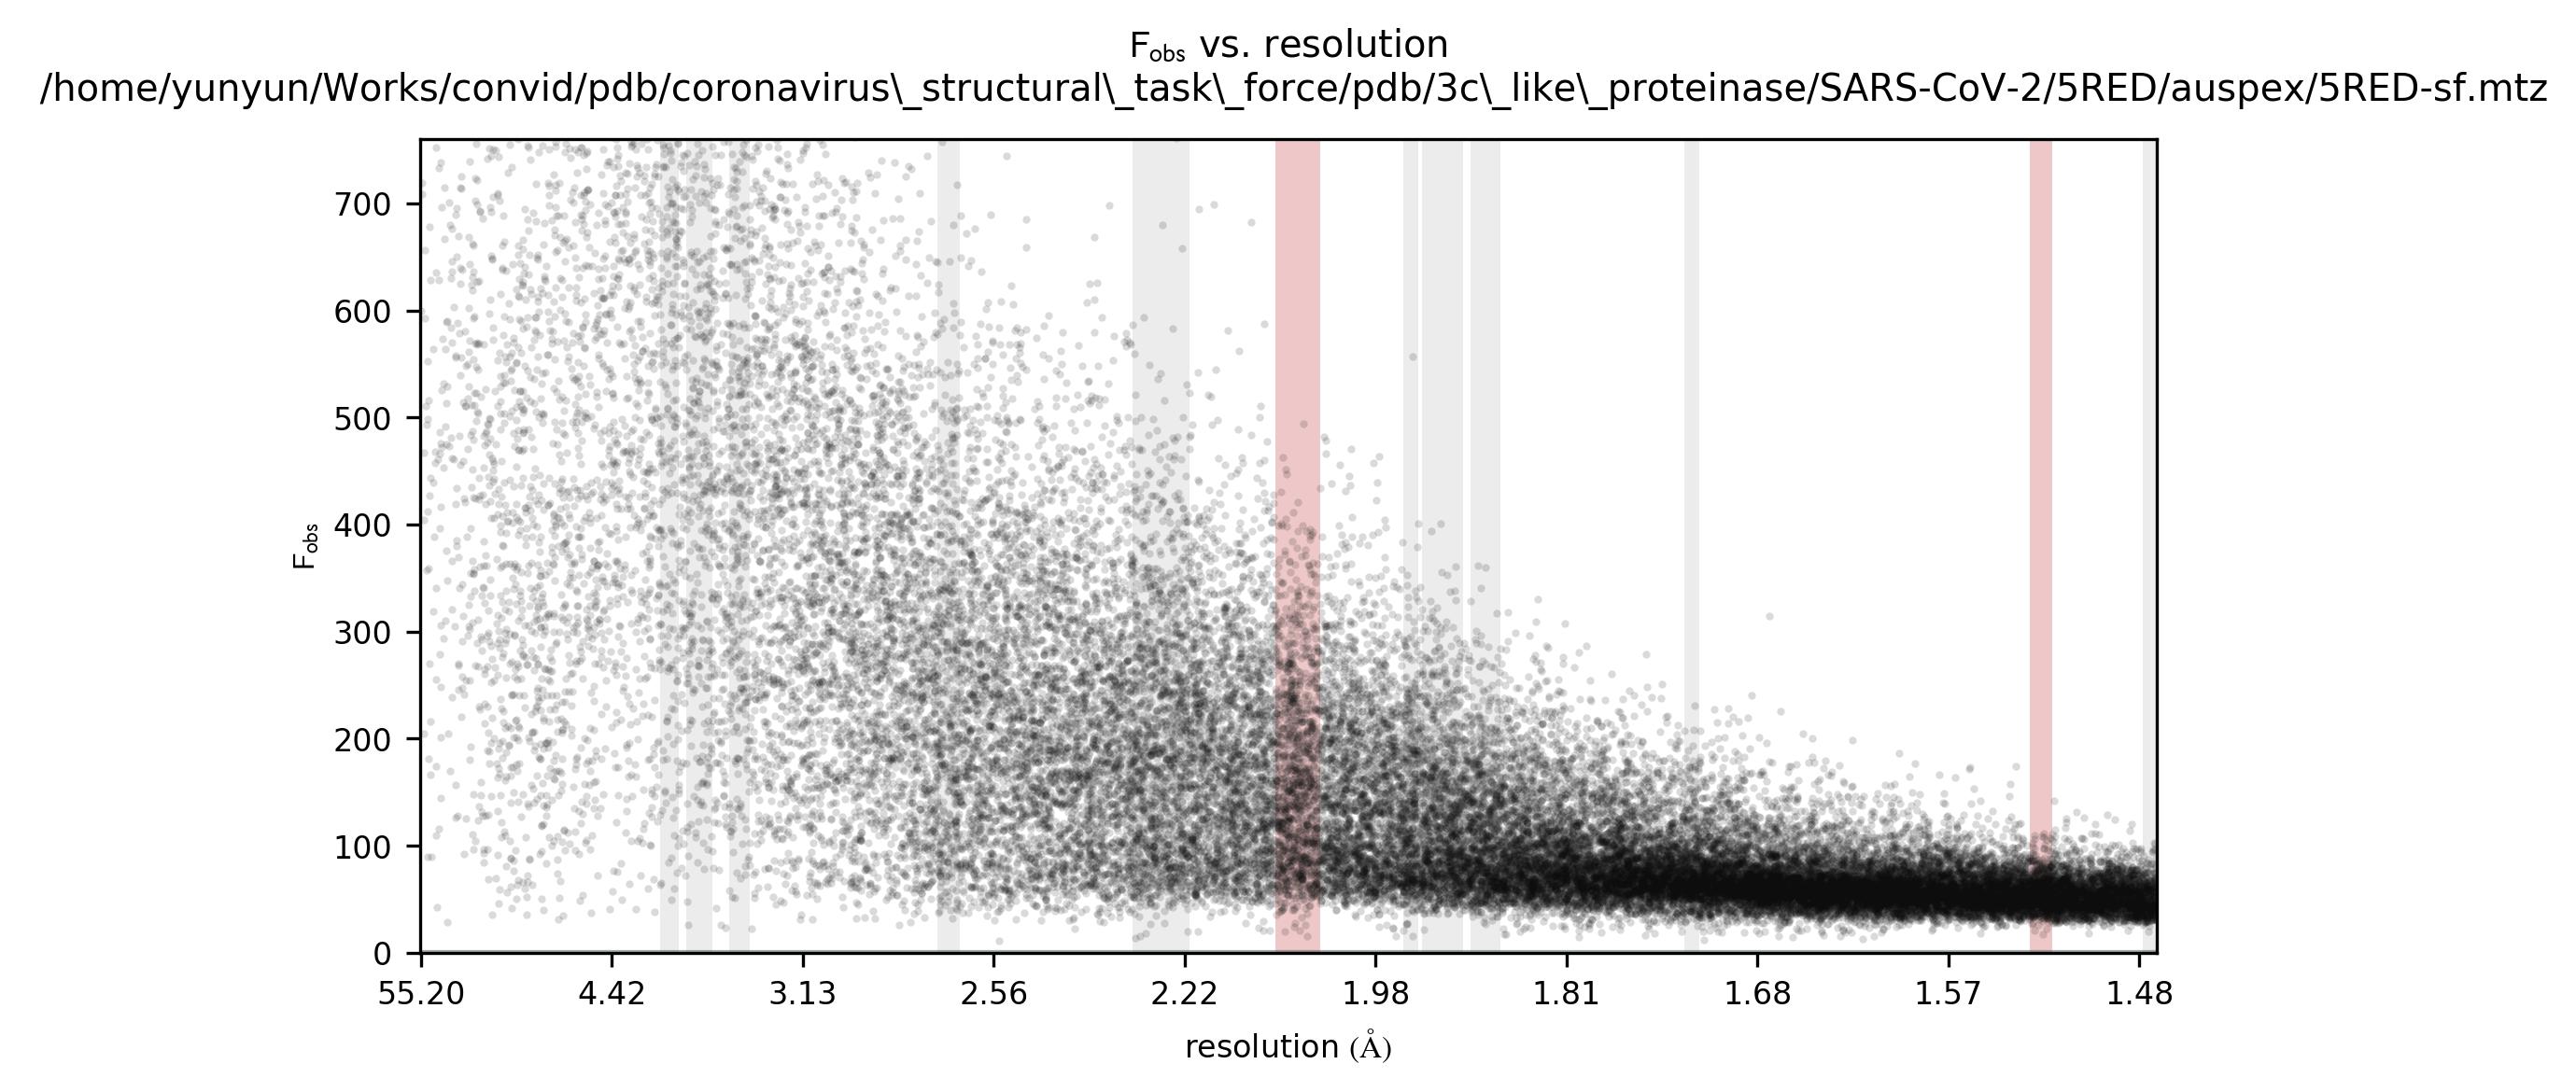 F_obs vs. resolution
/home/yunyun/Works/convid/pdb/coronavirus\_structural\_task\_force/pdb/3c\_like\_proteinase/SARS-CoV-2/5RED/auspex/5RED-sf.mtz
700
600
500
400
300
200
100
0
F_obs
55.20 4.42 3.13 2.56 2.22 1.98 1.81 1.68 1.57 1.48
resolution (Å)